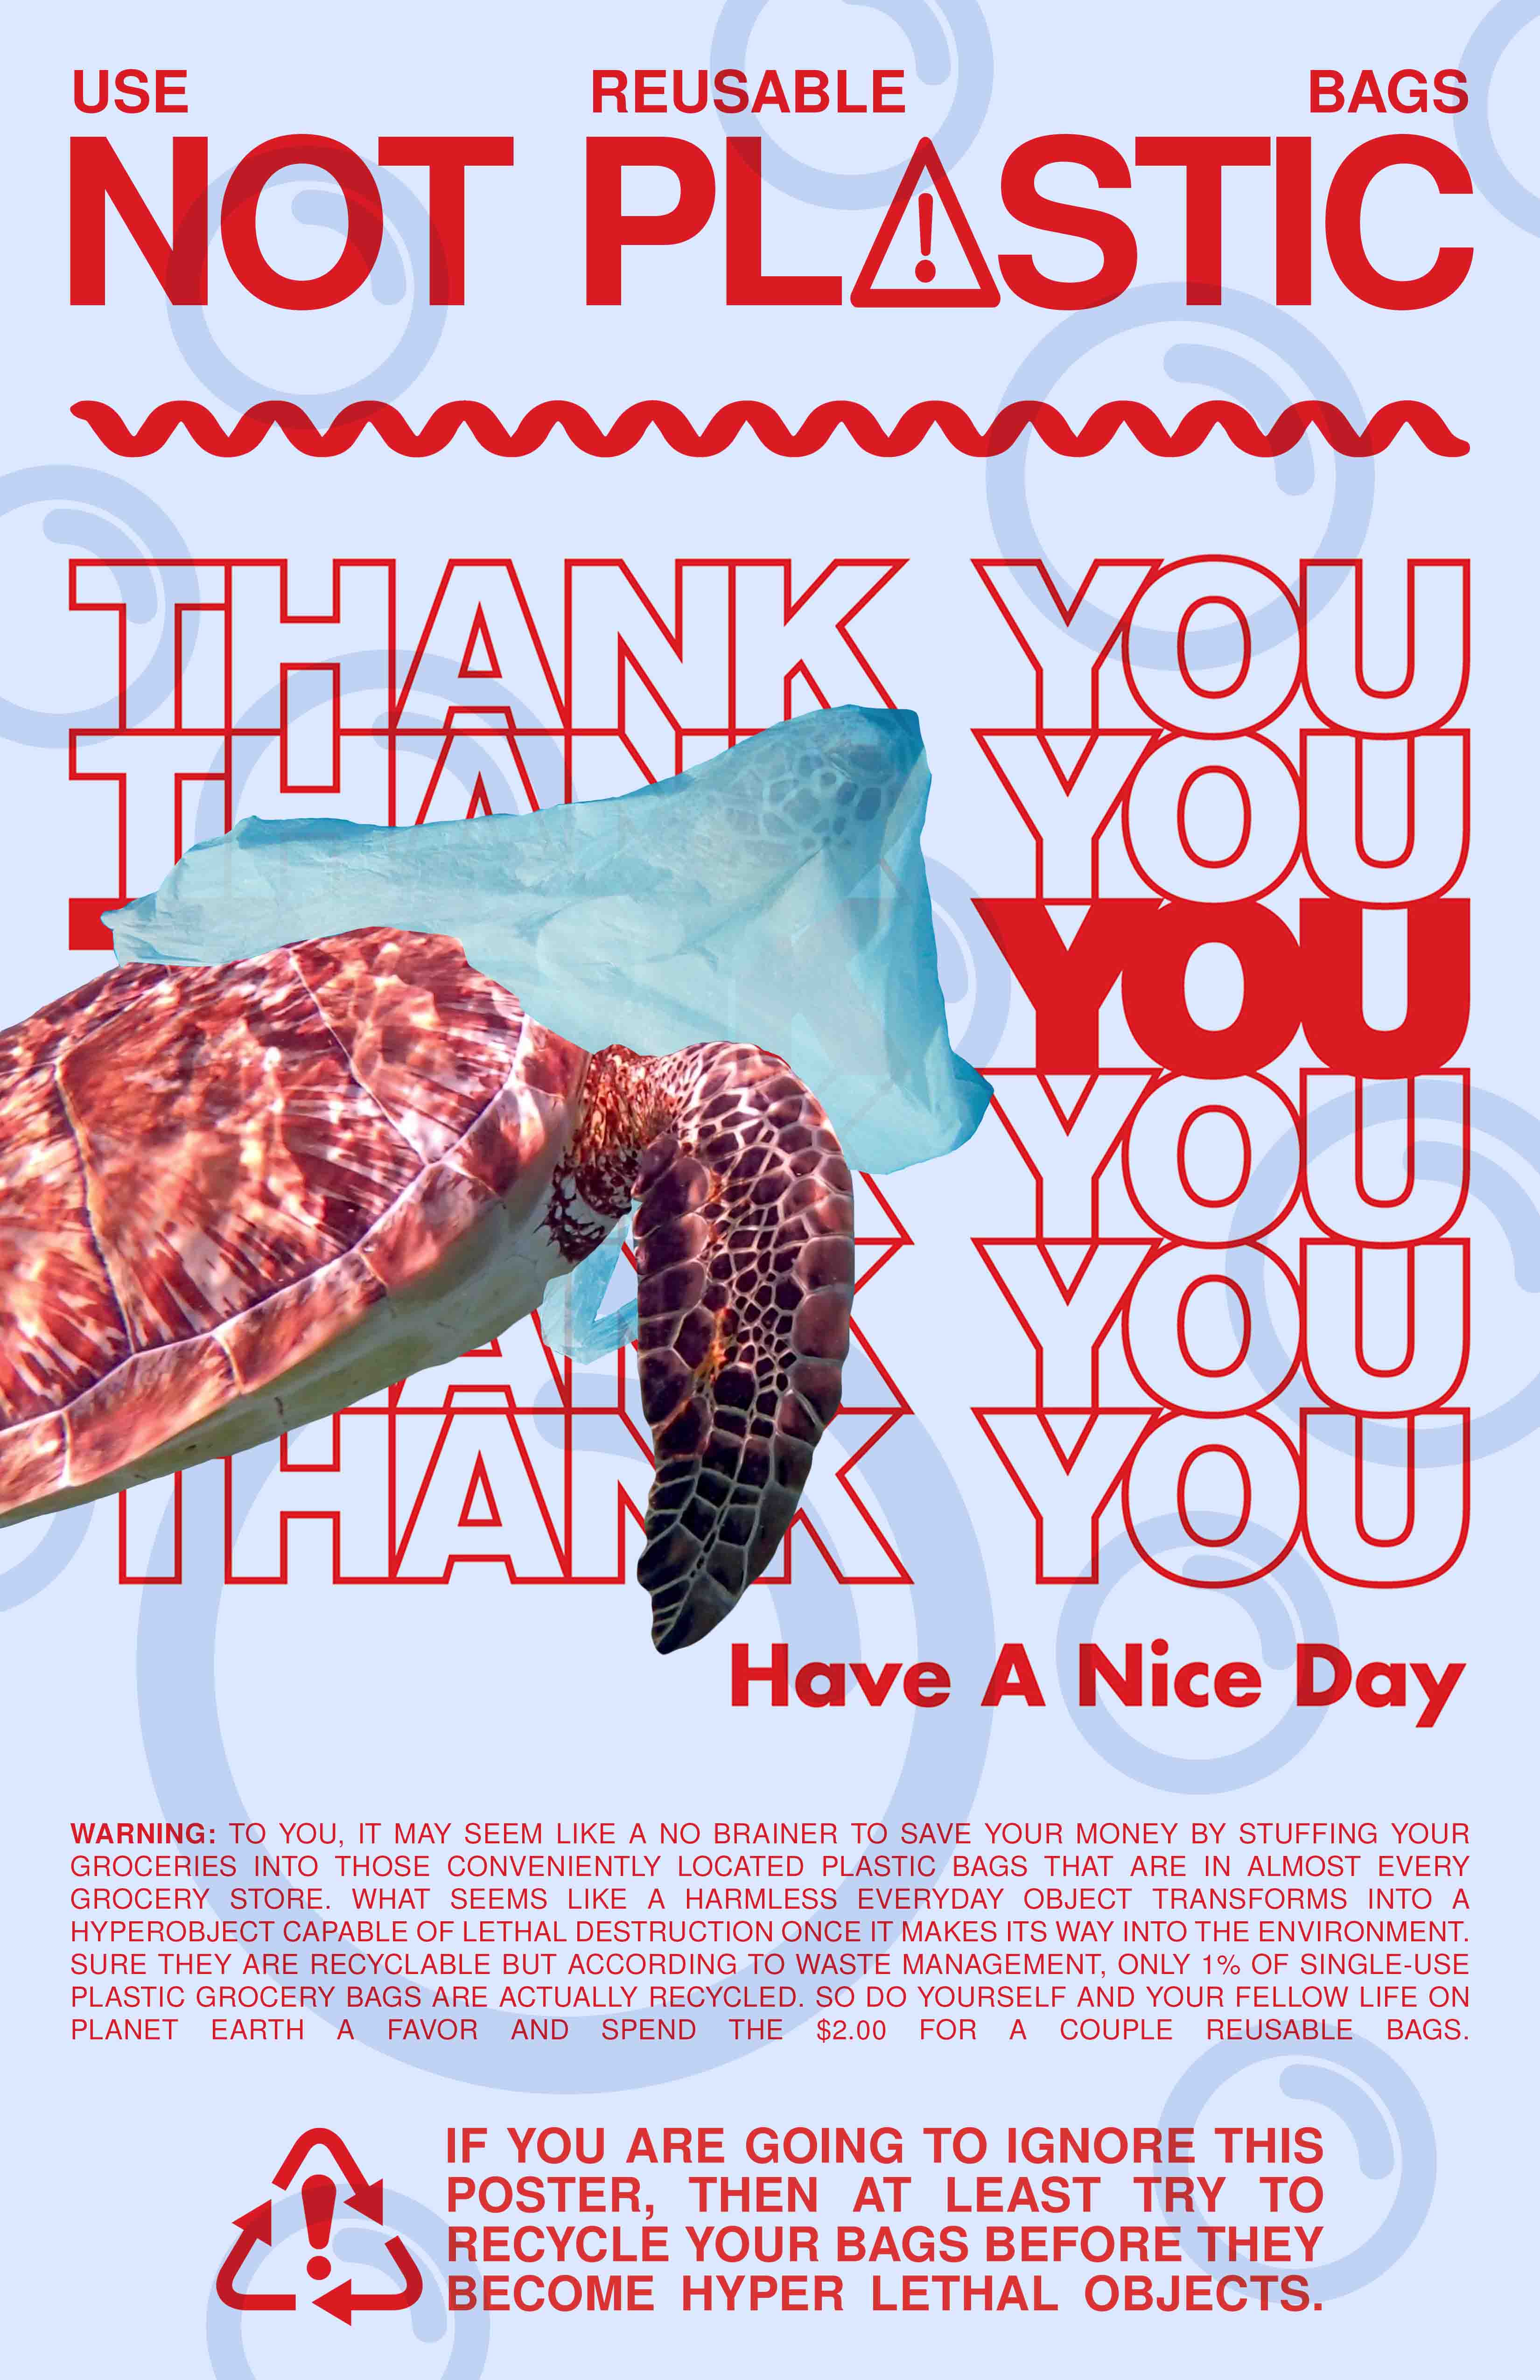 USE REUSABLE BAGS
NOT PLASTIC
THANK YOU
THANK YOU
YOU
YOU
YOU
THANK YOU
Have A Nice Day
WARNING: TO YOU, IT MAY SEEM LIKE A NO BRAINER TO SAVE YOUR MONEY BY STUFFING YOUR
GROCERIES INTO THOSE CONVENIENTLY LOCATED PLASTIC BAGS THAT ARE IN ALMOST EVERY
GROCERY STORE. WHAT SEEMS LIKE A HARMLESS EVERYDAY OBJECT TRANSFORMS INTO A
HYPEROBJECT CAPABLE OF LETHAL DESTRUCTION ONCE IT MAKES ITS WAY INTO THE ENVIRONMENT.
SURE THEY ARE RECYCLABLE BUT ACCORDING TO WASTE MANAGEMENT, ONLY 1% OF SINGLE-USE
PLASTIC GROCERY BAGS ARE ACTUALLY RECYCLED. SO DO YOURSELF AND YOUR FELLOW LIFE ON
PLANET EARTH A FAVOR AND SPEND THE $2.00 FOR A COUPLE REUSABLE BAGS.
IF YOU ARE GOING TO IGNORE THIS
POSTER, THEN AT LEAST TRY TO
RECYCLE YOUR BAGS BEFORE THEY
BECOME HYPER LETHAL OBJECTS.